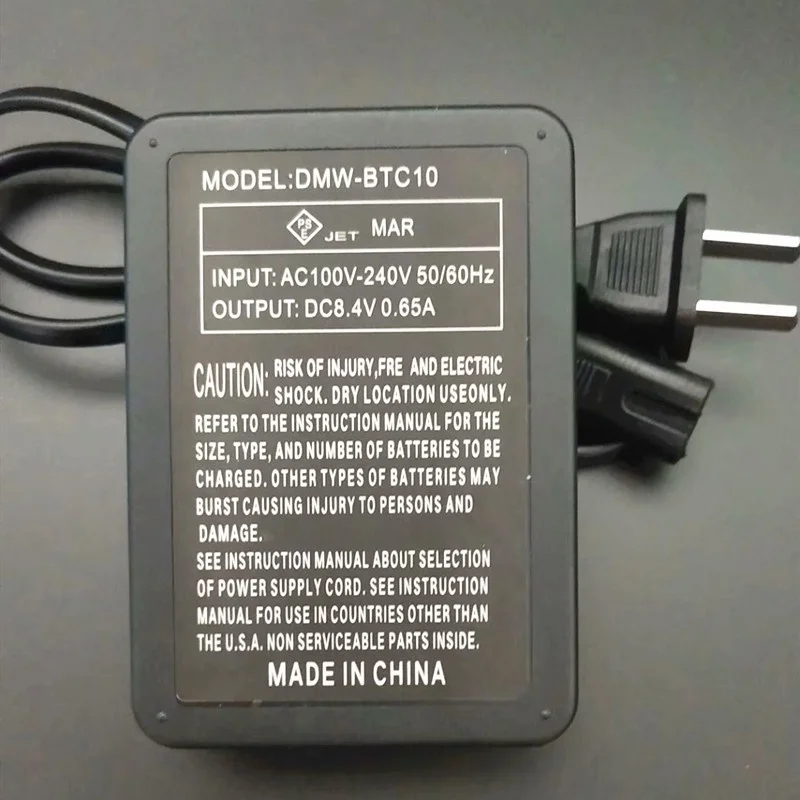 MODEL:DMW-BTC10
PS
E JET MAR
INPUT: AC100V-240V 50/60Hz
OUTPUT: DC8.4V 0.65A
CAUTION: RISK OF INJURY,FRE AND ELECTRIC
SHOCK. DRY LOCATION USEONLY.
REFER TO THE INSTRUCTION MANUAL FOR THE
SIZE, TYPE, AND NUMBER OF BATTERIES TO BE
CHARGED. OTHER TYPES OF BATTERIES MAY
BURST CAUSING INJURY TO PERSONS AND
DAMAGE.
SEE INSTRUCTION MANUAL ABOUT SELECTION
OF POWER SUPPLY CORD. SEE INSTRUCTION
MANUAL FOR USE IN COUNTRIES OTHER THAN
THE U.S.A. NON SERVICEABLE PARTS INSIDE.
MADE IN CHINA